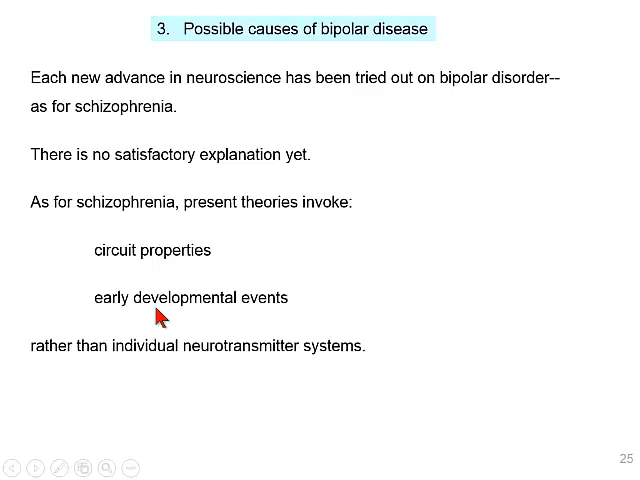 3. Possible causes of bipolar disease
Each new advance in neuroscience has been tried out on bipolar disorder--
as for schizophrenia.
There is no satisfactory explanation yet.
As for schizophrenia, present theories invoke:
circuit properties
early developmental events
rather than individual neurotransmitter systems.
25